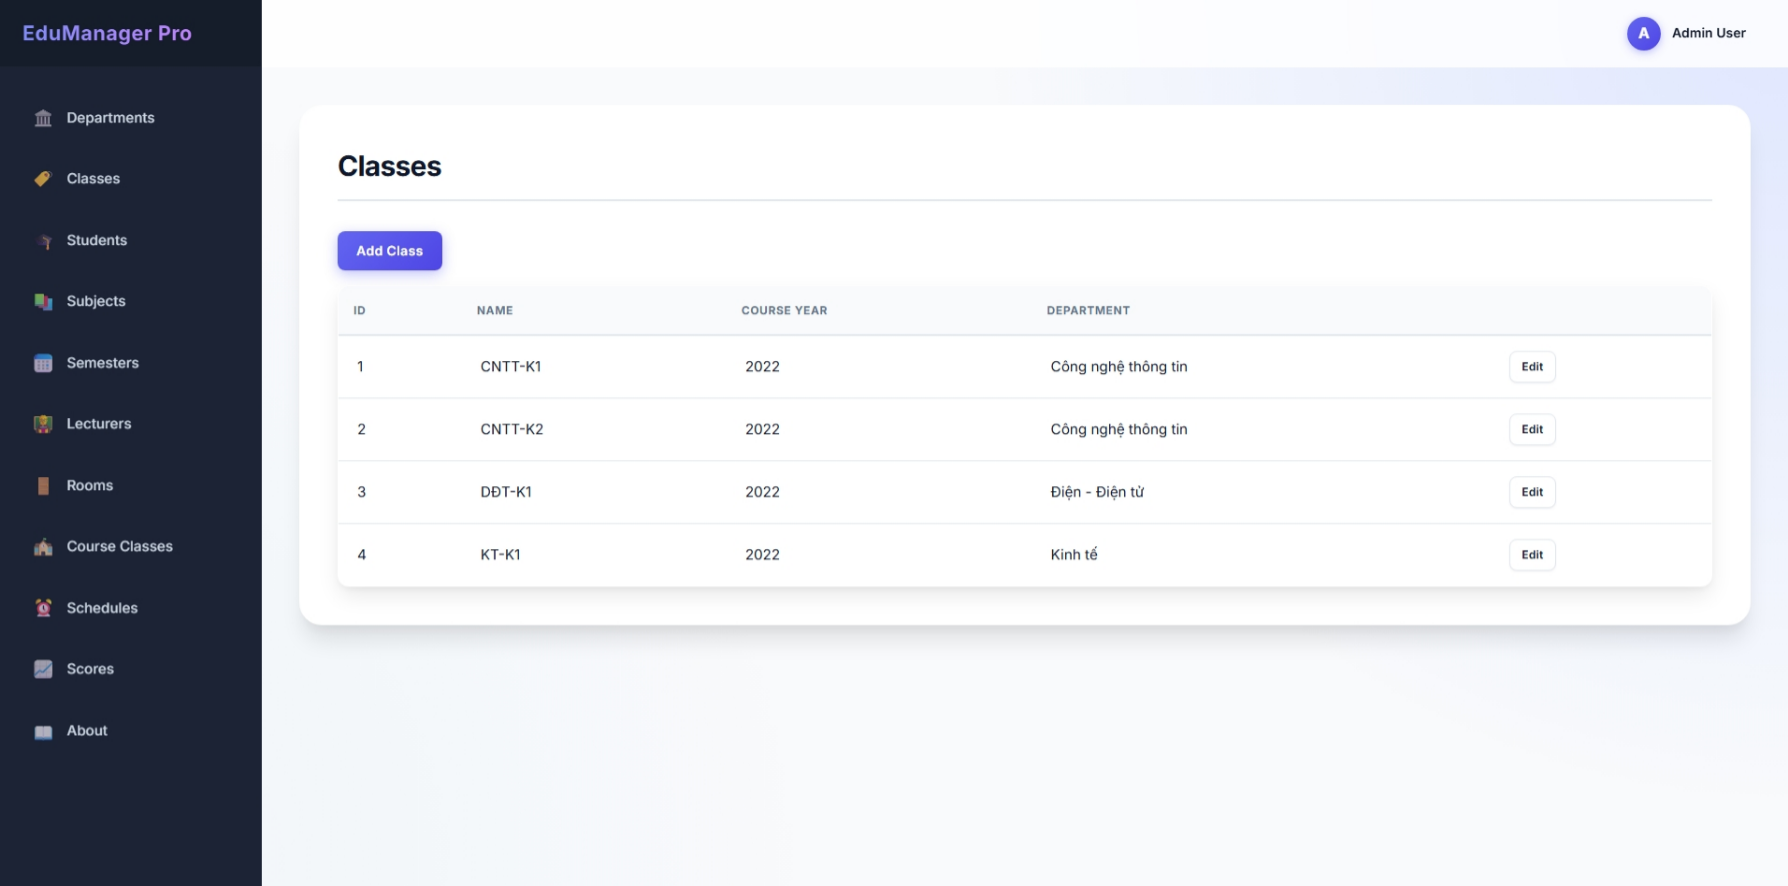 EduManager Pro
A Admin User
Departments
Classes
Students
Subjects
Semesters
Lecturers
Rooms
Course Classes
Schedules
Scores
About
Classes
Add Class
ID NAME COURSE YEAR DEPARTMENT
1 CNTT-K1 2022 Công nghệ thông tin Edit
2 CNTT-K2 2022 Công nghệ thông tin Edit
3 DĐT-K1 2022 Điện - Điện tử Edit
4 KT-K1 2022 Kinh tế Edit